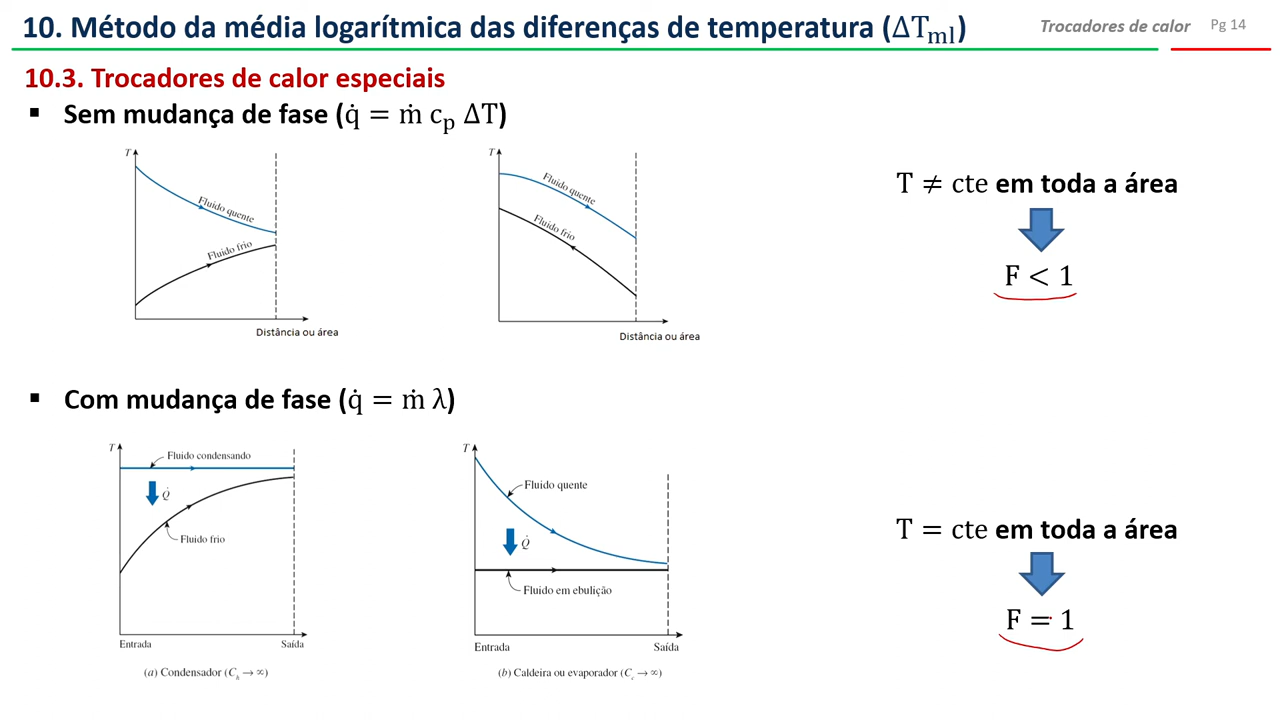 10. Método da média logarítmica das diferenças de temperatura (ΔTml)
Trocadores de calor Pg 14
10.3. Trocadores de calor especiais
▪ Sem mudança de fase (q̇ = ṁ cp ΔT)
T
Fluido quente
Fluido frio
Distância ou área
T
Fluido quente
Fluido frio
Distância ou área
T ≠ cte em toda a área
F < 1
▪ Com mudança de fase (q̇ = ṁ λ)
T
Fluido condensando
Q̇
Fluido frio
Entrada Saída
(a) Condensador (Ch → ∞)
T
Fluido quente
Q̇
Fluido em ebulição
Entrada Saída
(b) Caldeira ou evaporador (Cc → ∞)
T = cte em toda a área
F = 1